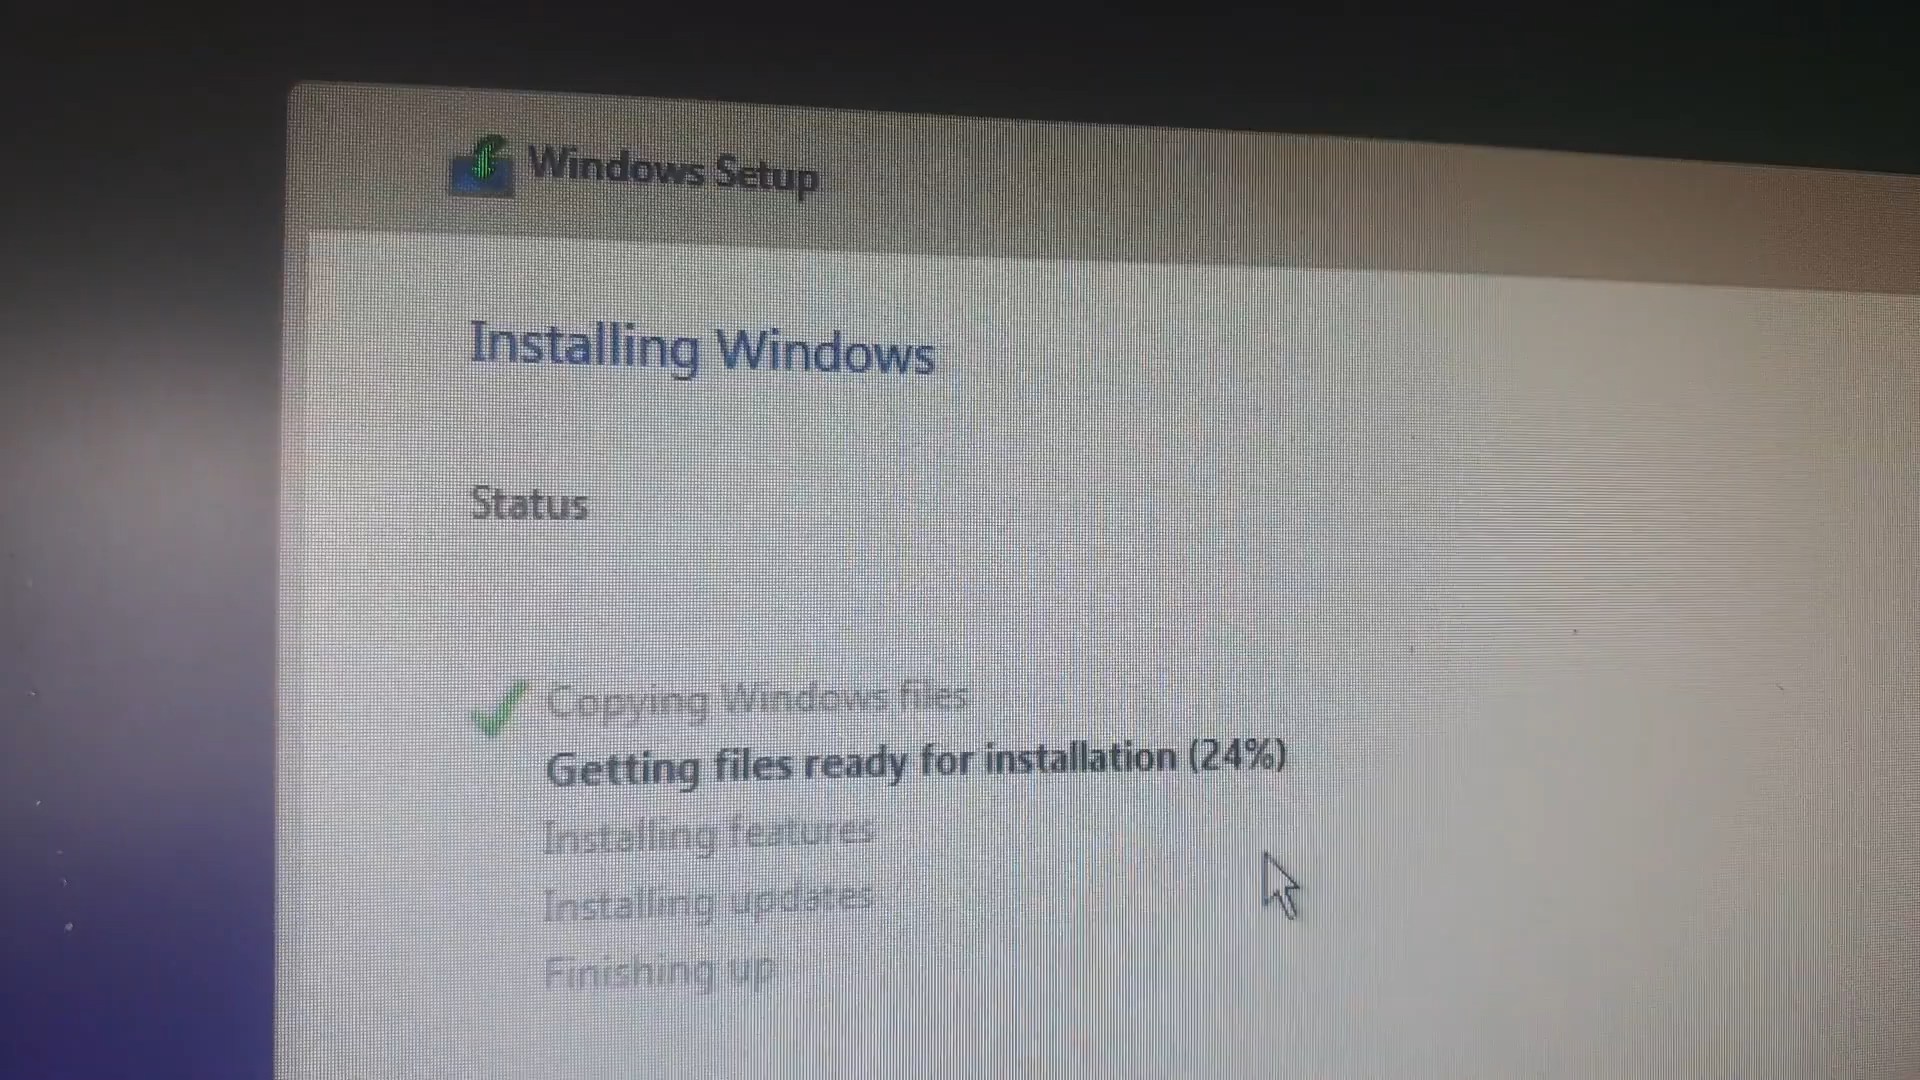 Windows Setup
Installing Windows
Status
Copying Windows files
Getting files ready for installation (24%)
Installing features
Installing updates
Finishing up